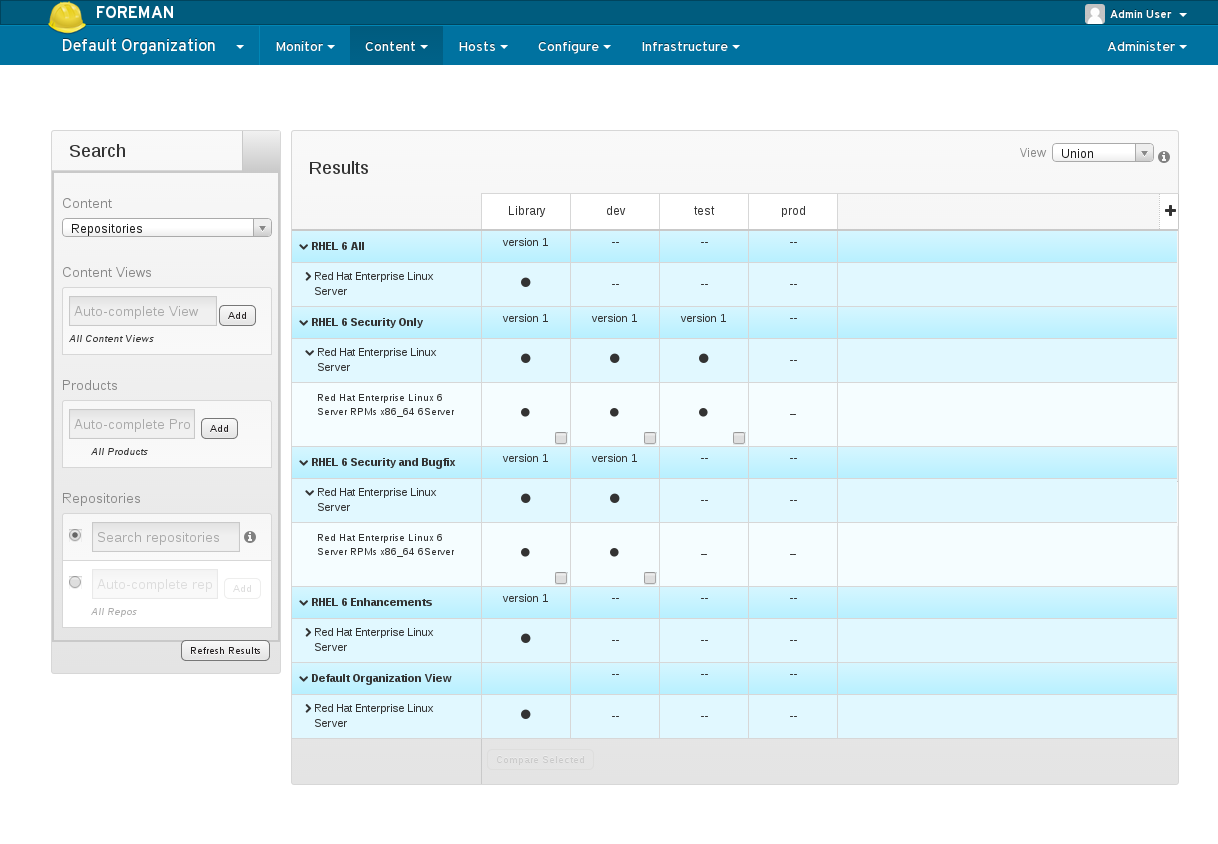 FOREMAN
Admin User
Default Organization
Monitor
Content
Hosts
Configure
Infrastructure
Administer
Search
Content
Repositories
Content Views
Auto-complete View
Add
All Content Views
Products
Auto-complete Pro
Add
All Products
Repositories
Search repositories
Auto-complete rep
Add
All Repos
Refresh Results
Results
View
Union
Library dev test prod
RHEL 6 All version 1 -- -- --
Red Hat Enterprise Linux
Server -- -- --
RHEL 6 Security Only version 1 version 1 version 1 --
Red Hat Enterprise Linux
Server --
Red Hat Enterprise Linux 6
Server RPMs x86_64 6Server --
RHEL 6 Security and Bugfix version 1 version 1 -- --
Red Hat Enterprise Linux
Server -- --
Red Hat Enterprise Linux 6
Server RPMs x86_64 6Server -- --
RHEL 6 Enhancements version 1 -- -- --
Red Hat Enterprise Linux
Server -- -- --
Default Organization View -- -- --
Red Hat Enterprise Linux
Server -- -- --
Compare Selected